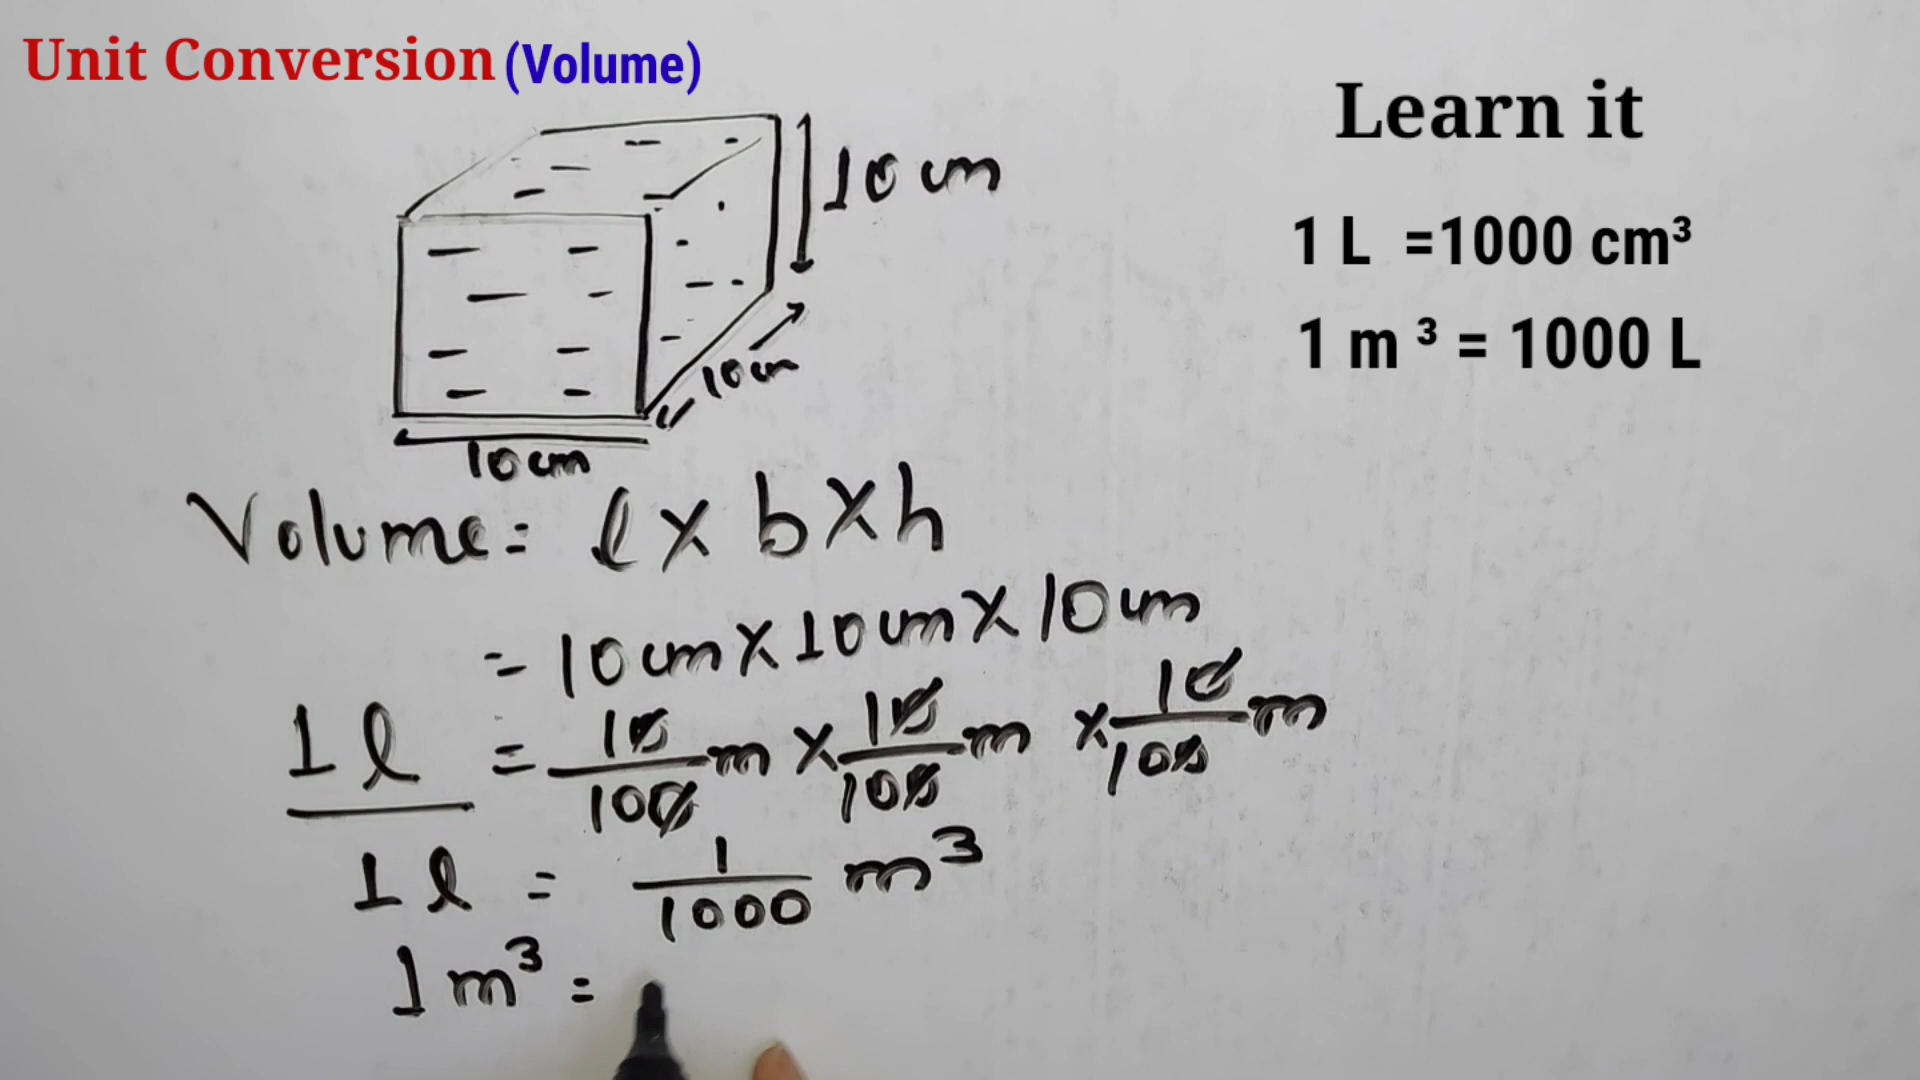 Unit Conversion (Volume)
Learn it
1 L =1000 cm³
1 m ³ = 1000 L
10 cm
10 cm
10 cm
Volume = l x b x h
= 10 cm x 10 cm x 10 cm
1 l = 10/100 m x 10/100 m x 10/100 m
1 l = 1/1000 m³
1 m³ =